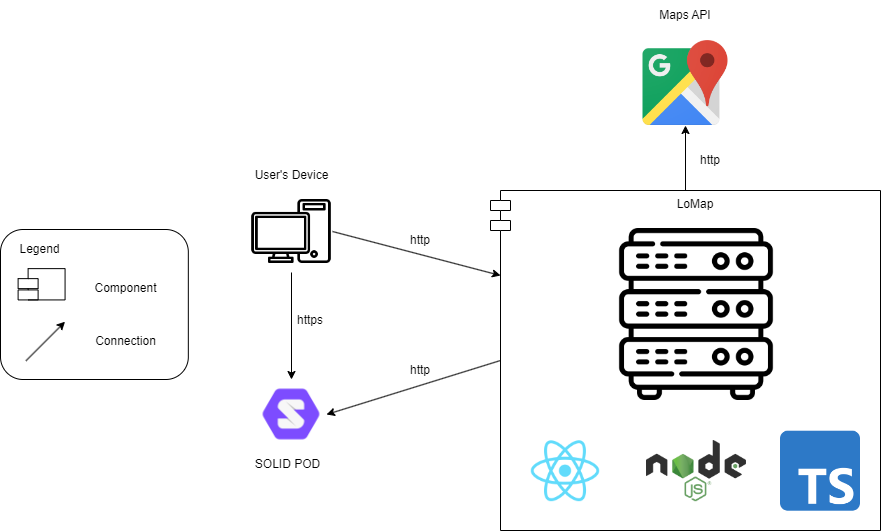 Maps API
G
http
User's Device
LoMap
http
Legend
Component
Connection
https
http
SOLID POD
node
JS
®
TS